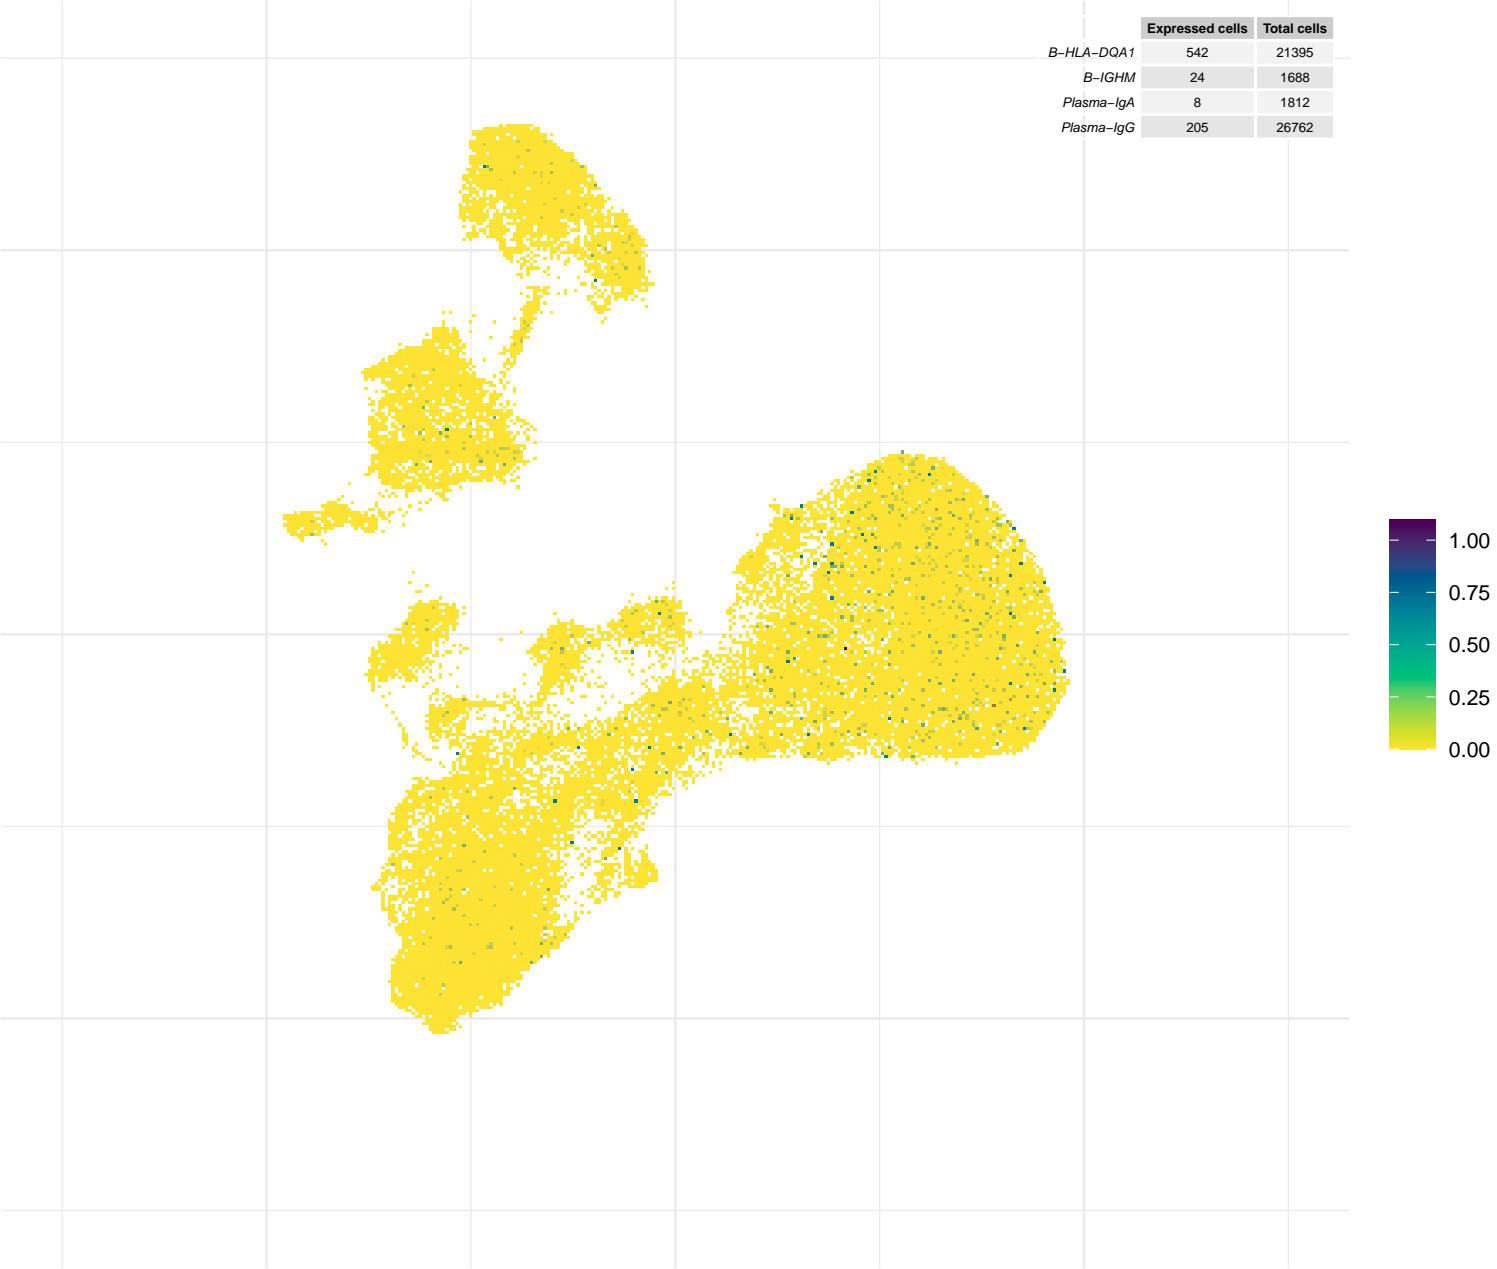 Expressed cells Total cells
B−HLA−DQA1 542 21395
B−IGHM 24 1688
Plasma−IgA 8 1812
Plasma−IgG 205 26762
1.00
0.75
0.50
0.25
0.00